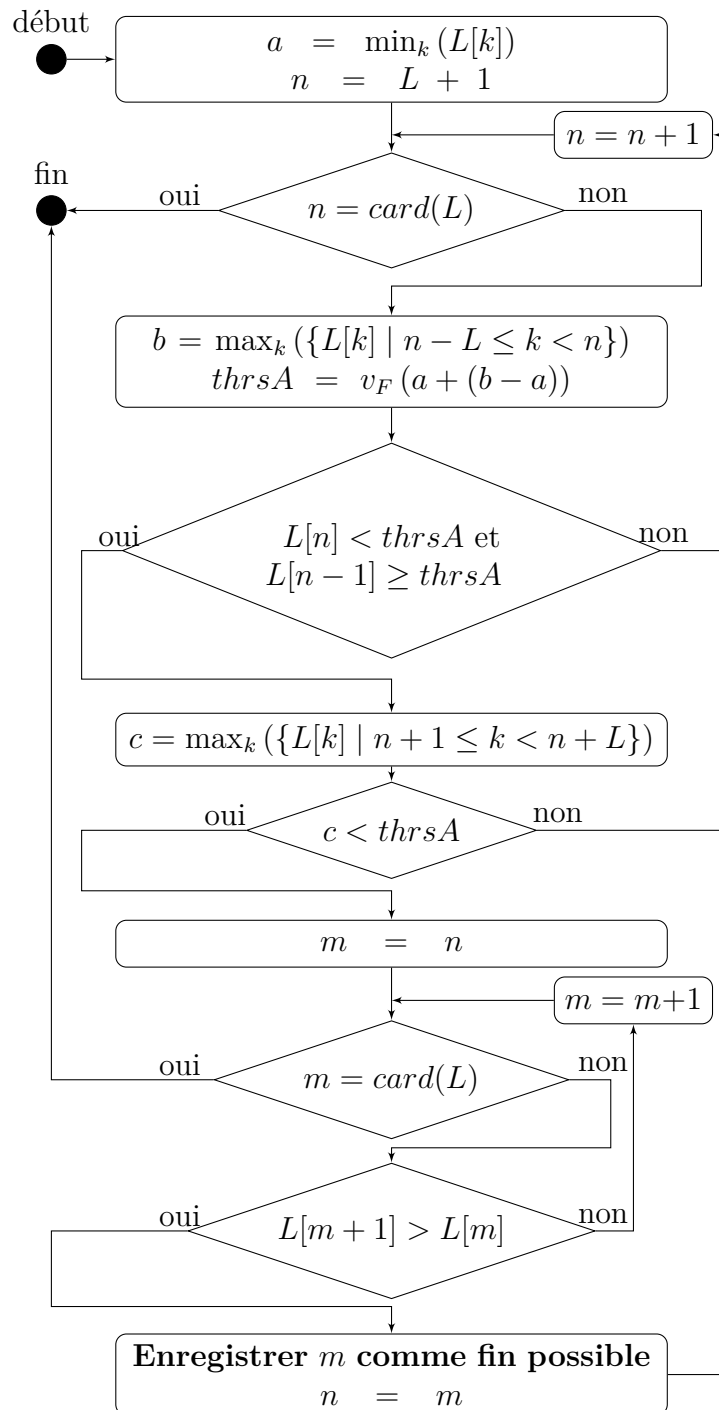 début
a = min_k (L[k])
n = L + 1
n = n + 1
fin
oui
n = card(L)
non
b = max_k ({L[k] | n − L ≤ k < n})
thrsA = v_F (a + (b − a))
oui
L[n] < thrsA et
L[n − 1] ≥ thrsA
non
c = max_k ({L[k] | n + 1 ≤ k < n + L})
oui
c < thrsA
non
m = n
m = m+1
oui
m = card(L)
non
oui
L[m + 1] > L[m]
non
Enregistrer m comme fin possible
n = m